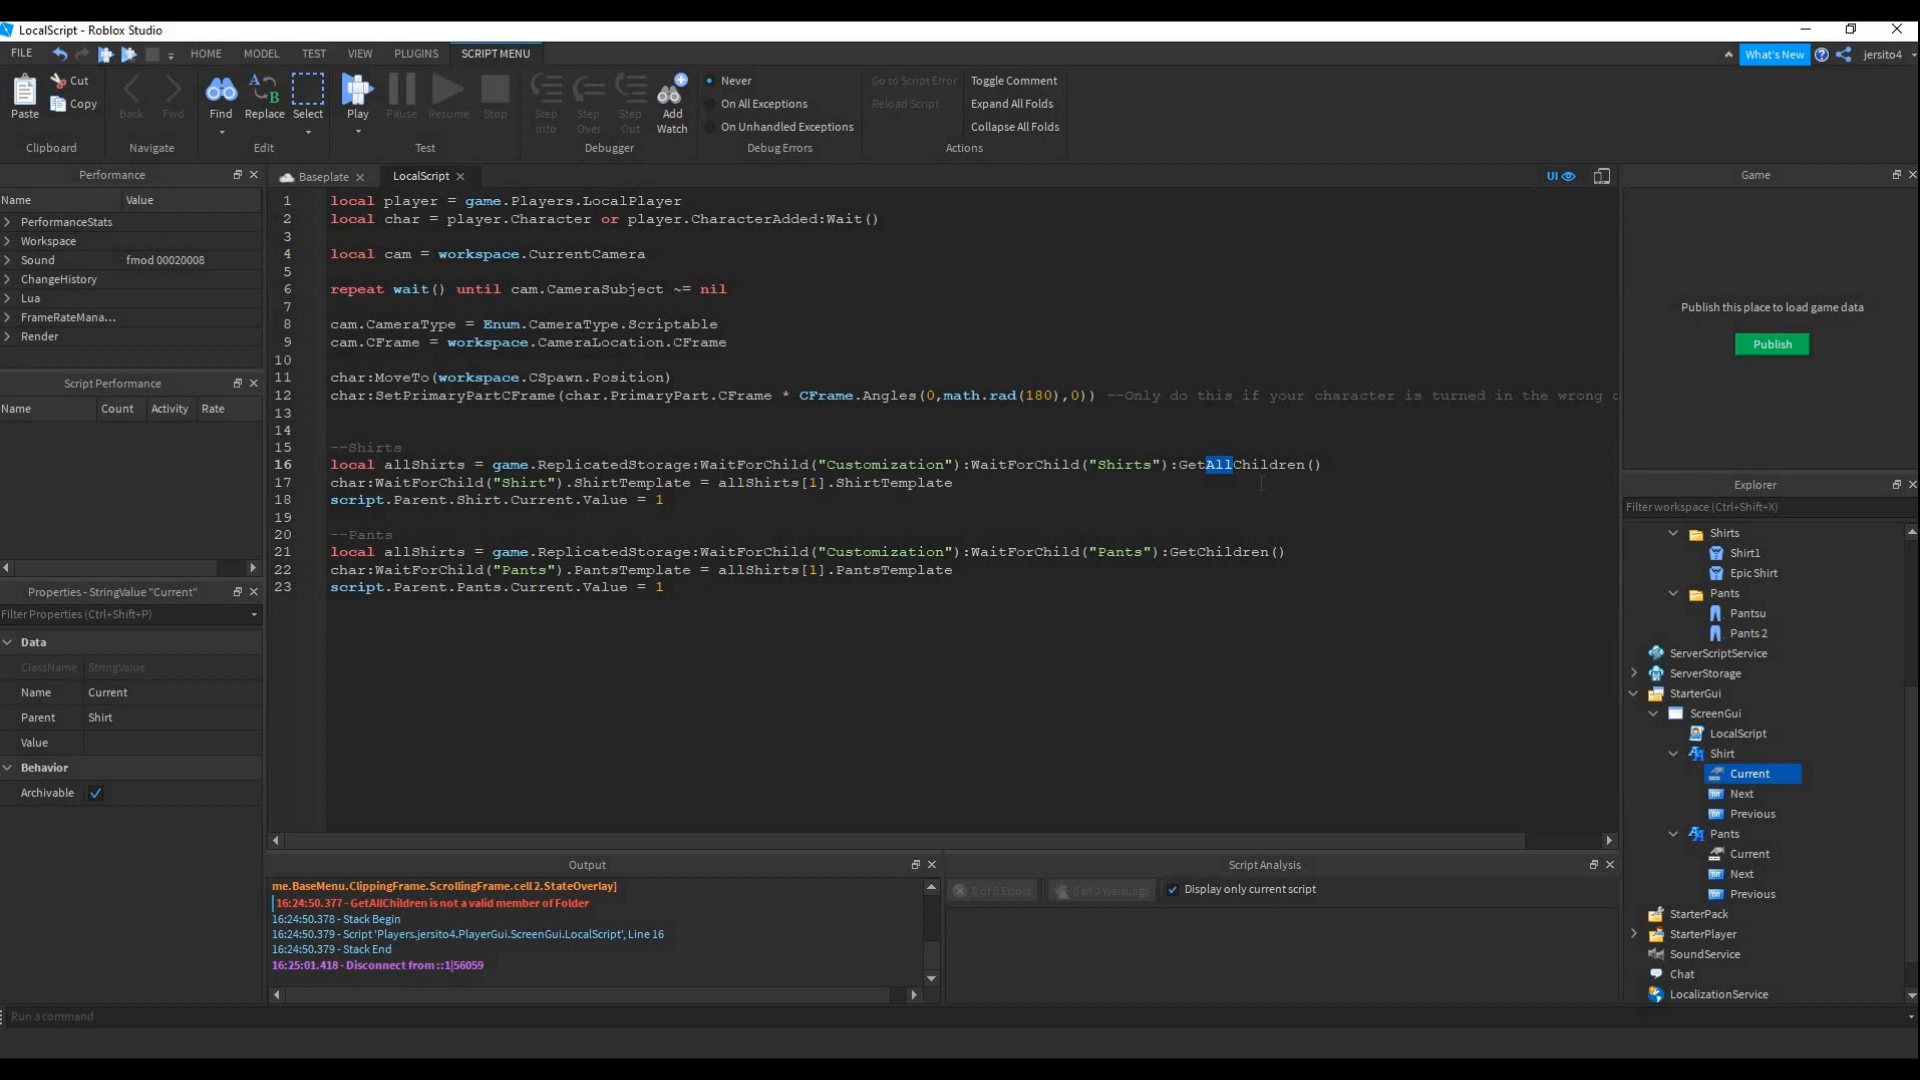 LocalScript - Roblox Studio
FILE HOME MODEL TEST VIEW PLUGINS SCRIPT MENU What's New jersito4
Paste Cut Copy Back Fwd Find Replace Select Play Pause Resume Stop Step Into Step Over Step Out Add Watch
Never
On All Exceptions
On Unhandled Exceptions
Go to Script Error
Reload Script
Toggle Comment
Expand All Folds
Collapse All Folds
Clipboard Navigate Edit Test Debugger Debug Errors Actions
Performance
Name Value
PerformanceStats
Workspace
Sound fmod 00020008
ChangeHistory
Lua
FrameRateMana...
Render
Script Performance
Name Count Activity Rate
Properties - StringValue "Current"
Filter Properties (Ctrl+Shift+P)
Data
ClassName StringValue
Name Current
Parent Shirt
Value
Behavior
Archivable
Baseplate LocalScript UI
1 local player = game.Players.LocalPlayer
2 local char = player.Character or player.CharacterAdded:Wait()
3
4 local cam = workspace.CurrentCamera
5
6 repeat wait() until cam.CameraSubject ~= nil
7
8 cam.CameraType = Enum.CameraType.Scriptable
9 cam.CFrame = workspace.CameraLocation.CFrame
10
11 char:MoveTo(workspace.CSpawn.Position)
12 char:SetPrimaryPartCFrame(char.PrimaryPart.CFrame * CFrame.Angles(0,math.rad(180),0)) --Only do this if your character is turned in the wrong
13
14
15 --Shirts
16 local allShirts = game.ReplicatedStorage:WaitForChild("Customization"):WaitForChild("Shirts"):GetAllChildren()
17 char:WaitForChild("Shirt").ShirtTemplate = allShirts[1].ShirtTemplate
18 script.Parent.Shirt.Current.Value = 1
19
20 --Pants
21 local allShirts = game.ReplicatedStorage:WaitForChild("Customization"):WaitForChild("Pants"):GetChildren()
22 char:WaitForChild("Pants").PantsTemplate = allShirts[1].PantsTemplate
23 script.Parent.Pants.Current.Value = 1
Output
me.BaseMenu.ClippingFrame.ScrollingFrame.cell 2.StateOverlay]
16:24:50.377 - GetAllChildren is not a valid member of Folder
16:24:50.378 - Stack Begin
16:24:50.379 - Script 'Players.jersito4.PlayerGui.ScreenGui.LocalScript', Line 16
16:24:50.379 - Stack End
16:25:01.418 - Disconnect from ::1|56059
Script Analysis
0 of 0 Errors 0 of 0 Warnings Display only current script
Game
Publish this place to load game data
Publish
Explorer
Filter workspace (Ctrl+Shift+X)
Shirts
Shirt1
Epic Shirt
Pants
Pantsu
Pants 2
ServerScriptService
ServerStorage
StarterGui
ScreenGui
LocalScript
Shirt
Current
Next
Previous
Pants
Current
Next
Previous
StarterPack
StarterPlayer
SoundService
Chat
LocalizationService
Run a command